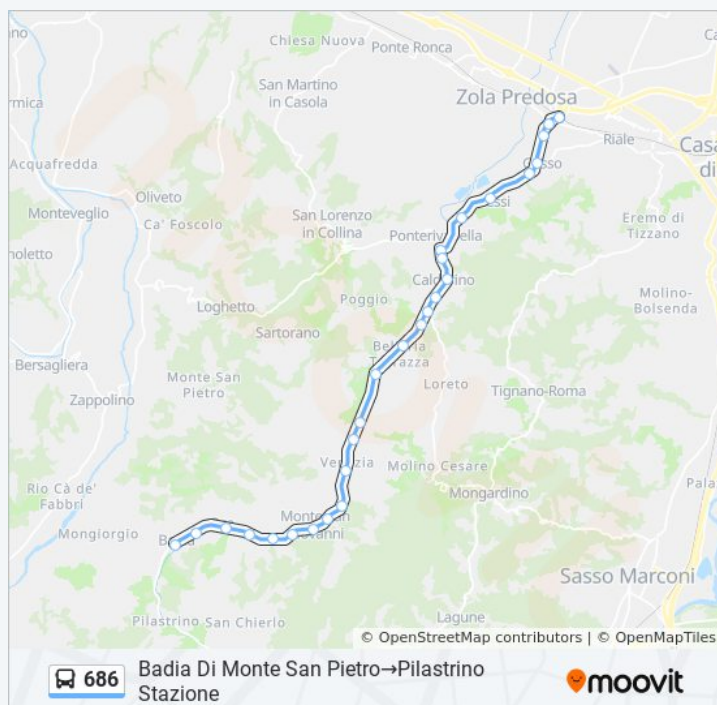 Chiesa Nuova
Ponte Ronca
San Martino
in Casola
Zola Predosa
Riale
Acquafredda
Oliveto
Monteveglio
Ca' Foscolo
San Lorenzo
in Collina
Eremo di
Tizzano
Loghetto
Poggio
Molino-
Bolsenda
Sartorano
Bersagliera
Monte San
Pietro
Loreto
Tignano-Roma
Zappolino
Molino Cesare
Rio Cà de'
Fabbri
Mongardino
Mongiorgio
Sasso Marconi
Pilastrino
San Chierlo
Lagune
© OpenStreetMap contributors | © OpenMapTiles
686
Badia Di Monte San Pietro→Pilastrino
Stazione
moovit